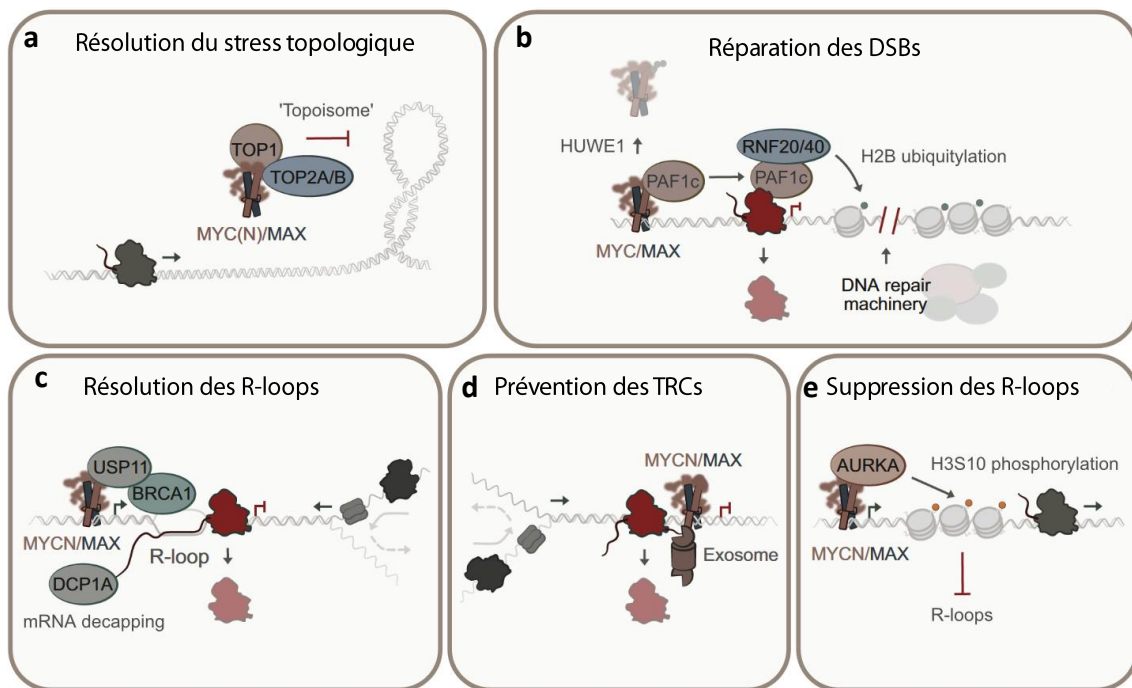 a Résolution du stress topologique
'Topoisome'
TOP1
TOP2A/B
MYC(N)/MAX
b Réparation des DSBs
HUWE1
PAF1c
MYC/MAX
RNF20/40
PAF1c
H2B ubiquitylation
DNA repair
machinery
c Résolution des R-loops
USP11
BRCA1
MYCN/MAX
R-loop
DCP1A
mRNA decapping
d Prévention des TRCs
MYCN/MAX
Exosome
e Suppression des R-loops
AURKA
H3S10 phosphorylation
MYCN/MAX
R-loops